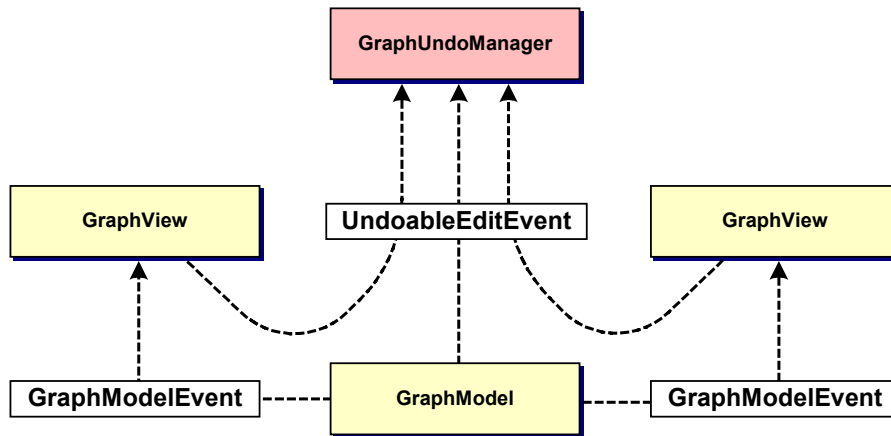 GraphUndoManager
GraphView
UndoableEditEvent
GraphView
GraphModelEvent
GraphModel
GraphModelEvent